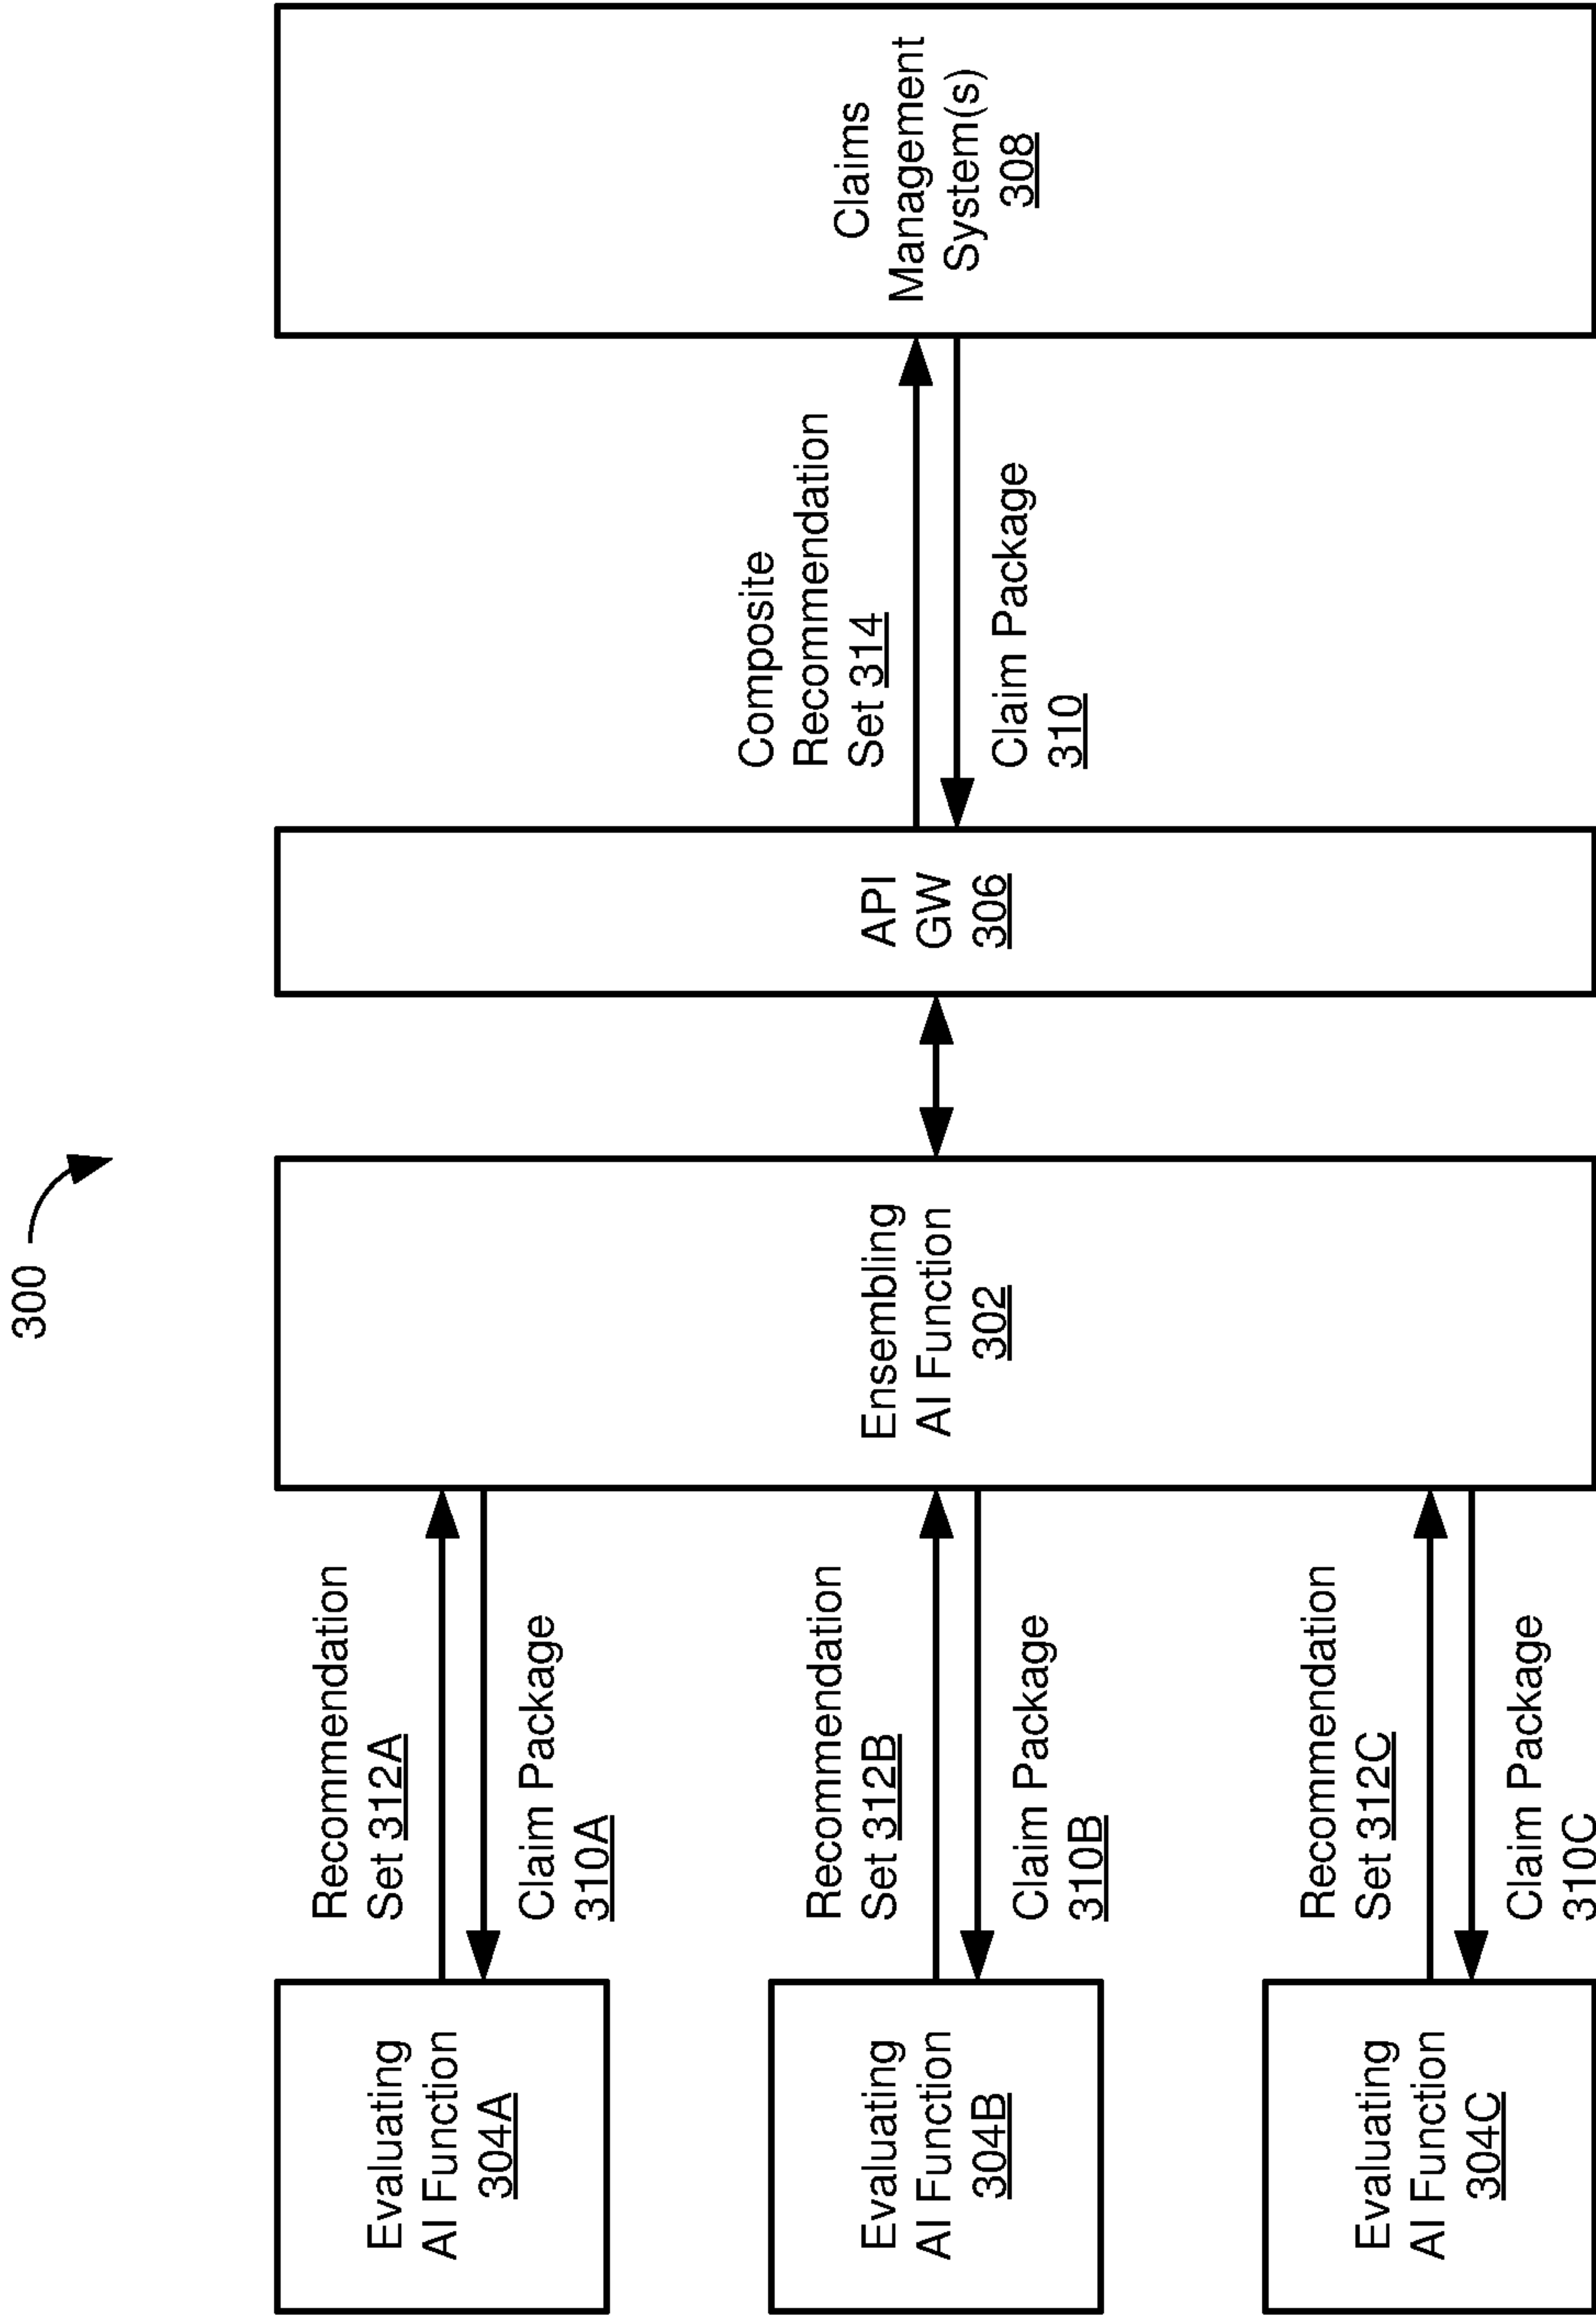 300
Evaluating
AI Function
304A
Recommendation
Set 312A
Claim Package
310A
Evaluating
AI Function
304B
Recommendation
Set 312B
Claim Package
310B
Evaluating
AI Function
304C
Recommendation
Set 312C
Claim Package
310C
Ensembling
AI Function
302
API
GW
306
Composite
Recommendation
Set 314
Claim Package
310
Claims
Management
System(s)
308